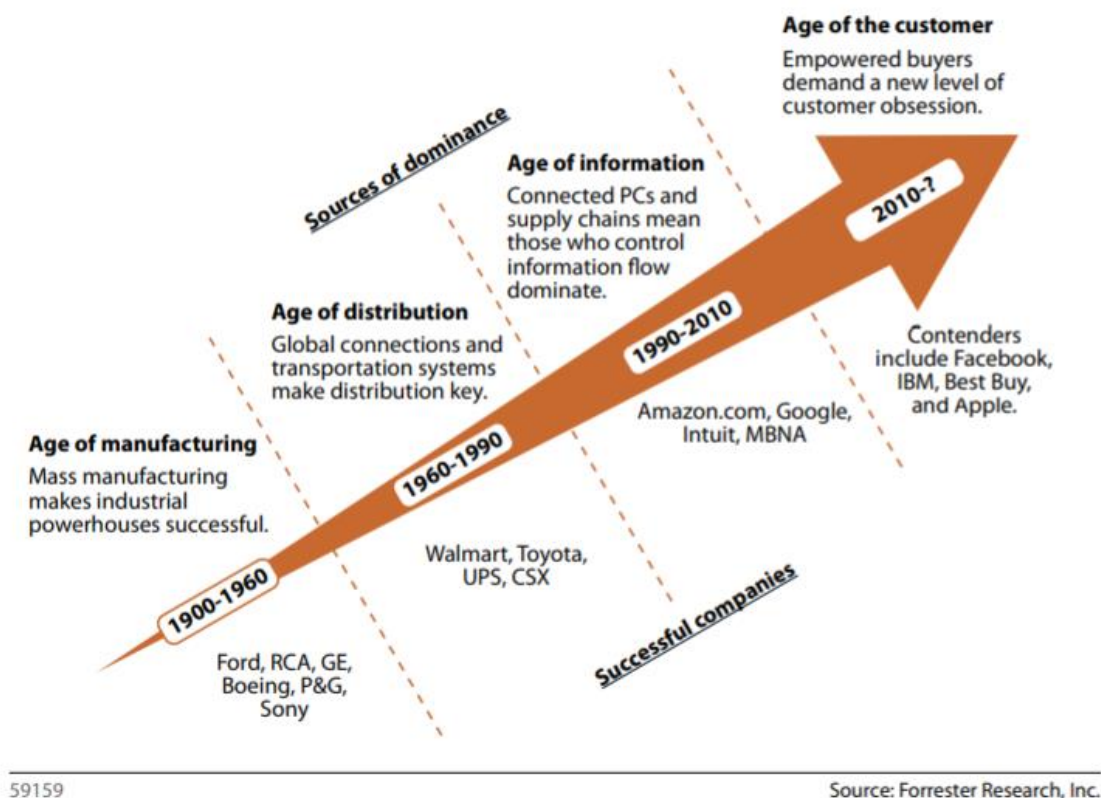 Age of the customer
Empowered buyers
demand a new level of
customer obsession.
Sources of dominance
Age of information
Connected PCs and
supply chains mean
those who control
information flow
dominate.
2010-?
Age of distribution
Global connections and
transportation systems
make distribution key.
1990-2010
Contenders
include Facebook,
IBM, Best Buy,
and Apple.
Amazon.com, Google,
Intuit, MBNA
Age of manufacturing
Mass manufacturing
makes industrial
powerhouses successful.
1960-1990
Walmart, Toyota,
UPS, CSX
1900-1960
Successful companies
Ford, RCA, GE,
Boeing, P&G,
Sony
59159
Source: Forrester Research, Inc.